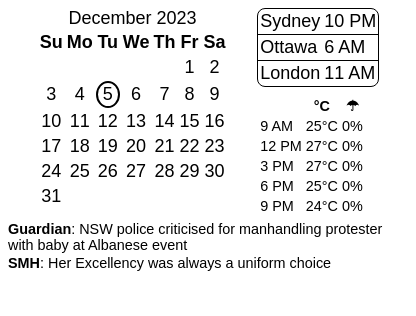 December 2023
Su Mo Tu We Th Fr Sa
1 2
3 4 5 6 7 8 9
10 11 12 13 14 15 16
17 18 19 20 21 22 23
24 25 26 27 28 29 30
31
Sydney 10 PM
Ottawa 6 AM
London 11 AM
°C ☂
9 AM 25°C 0%
12 PM 27°C 0%
3 PM 27°C 0%
6 PM 25°C 0%
9 PM 24°C 0%
Guardian: NSW police criticised for manhandling protester
with baby at Albanese event
SMH: Her Excellency was always a uniform choice